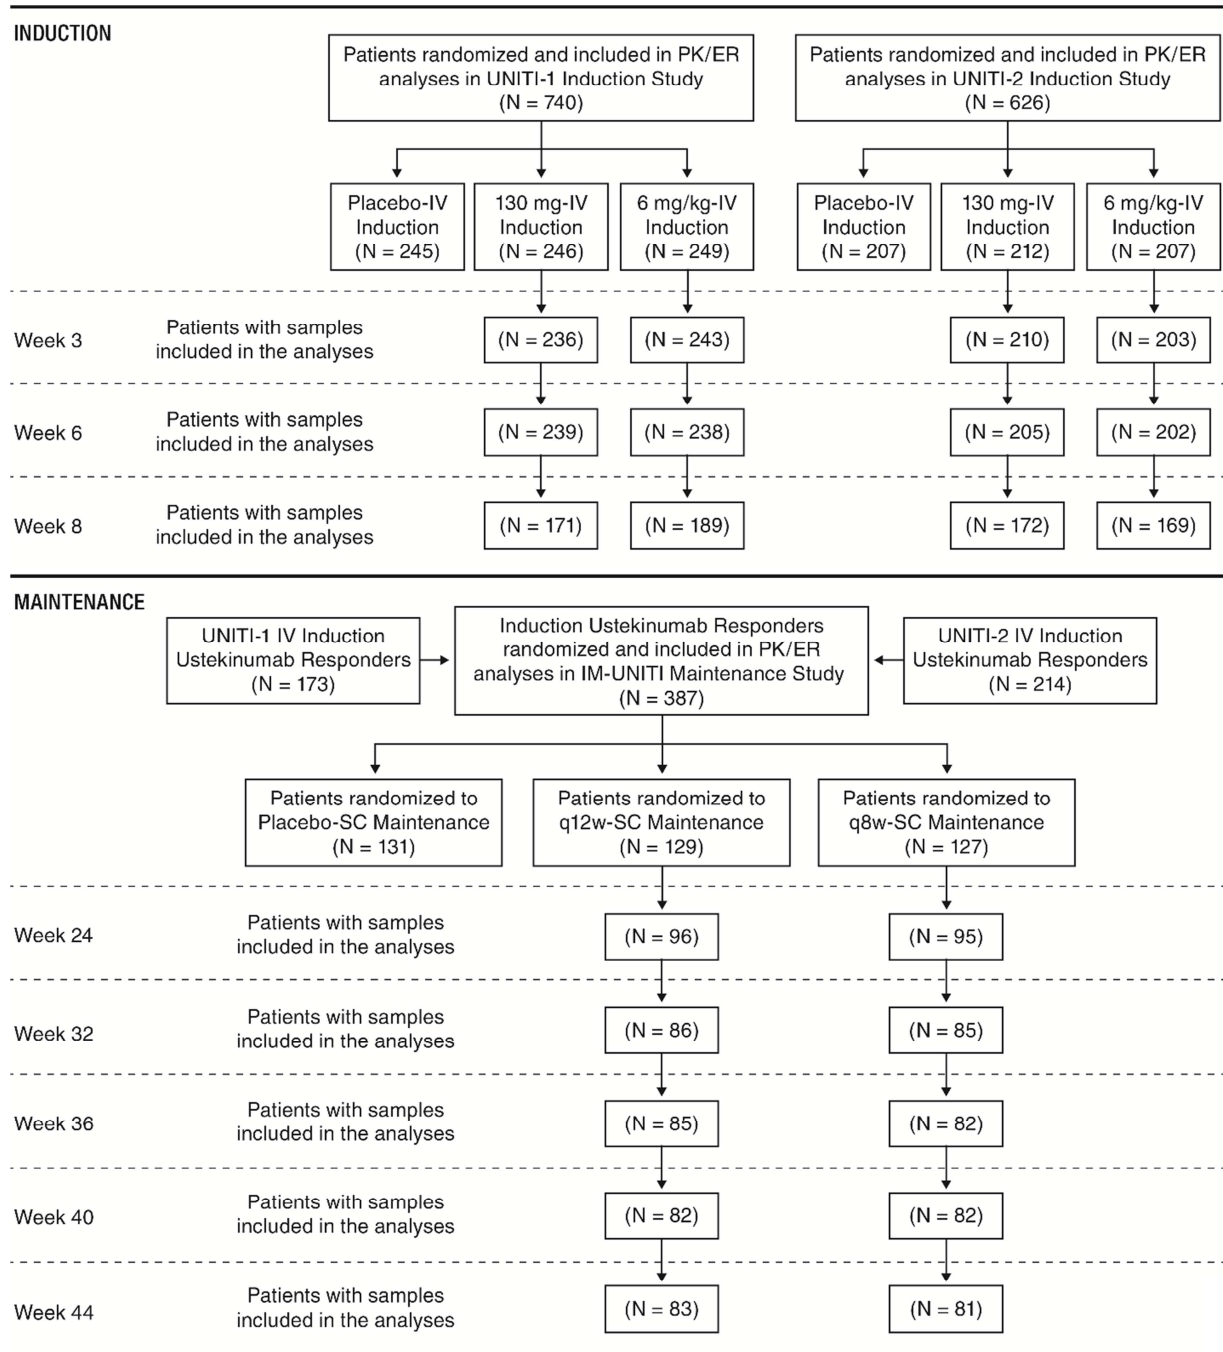 INDUCTION
Patients randomized and included in PK/ER
analyses in UNITI-1 Induction Study
(N = 740)
Patients randomized and included in PK/ER
analyses in UNITI-2 Induction Study
(N = 626)
Placebo-IV
Induction
(N = 245)
130 mg-IV
Induction
(N = 246)
6 mg/kg-IV
Induction
(N = 249)
Placebo-IV
Induction
(N = 207)
130 mg-IV
Induction
(N = 212)
6 mg/kg-IV
Induction
(N = 207)
Week 3
Patients with samples
included in the analyses
(N = 236)
(N = 243)
(N = 210)
(N = 203)
Week 6
Patients with samples
included in the analyses
(N = 239)
(N = 238)
(N = 205)
(N = 202)
Week 8
Patients with samples
included in the analyses
(N = 171)
(N = 189)
(N = 172)
(N = 169)
MAINTENANCE
UNITI-1 IV Induction
Ustekinumab Responders
(N = 173)
Induction Ustekinumab Responders
randomized and included in PK/ER
analyses in IM-UNITI Maintenance Study
(N = 387)
UNITI-2 IV Induction
Ustekinumab Responders
(N = 214)
Patients randomized to
Placebo-SC Maintenance
(N = 131)
Patients randomized to
q12w-SC Maintenance
(N = 129)
Patients randomized to
q8w-SC Maintenance
(N = 127)
Week 24
Patients with samples
included in the analyses
(N = 96)
(N = 95)
Week 32
Patients with samples
included in the analyses
(N = 86)
(N = 85)
Week 36
Patients with samples
included in the analyses
(N = 85)
(N = 82)
Week 40
Patients with samples
included in the analyses
(N = 82)
(N = 82)
Week 44
Patients with samples
included in the analyses
(N = 83)
(N = 81)